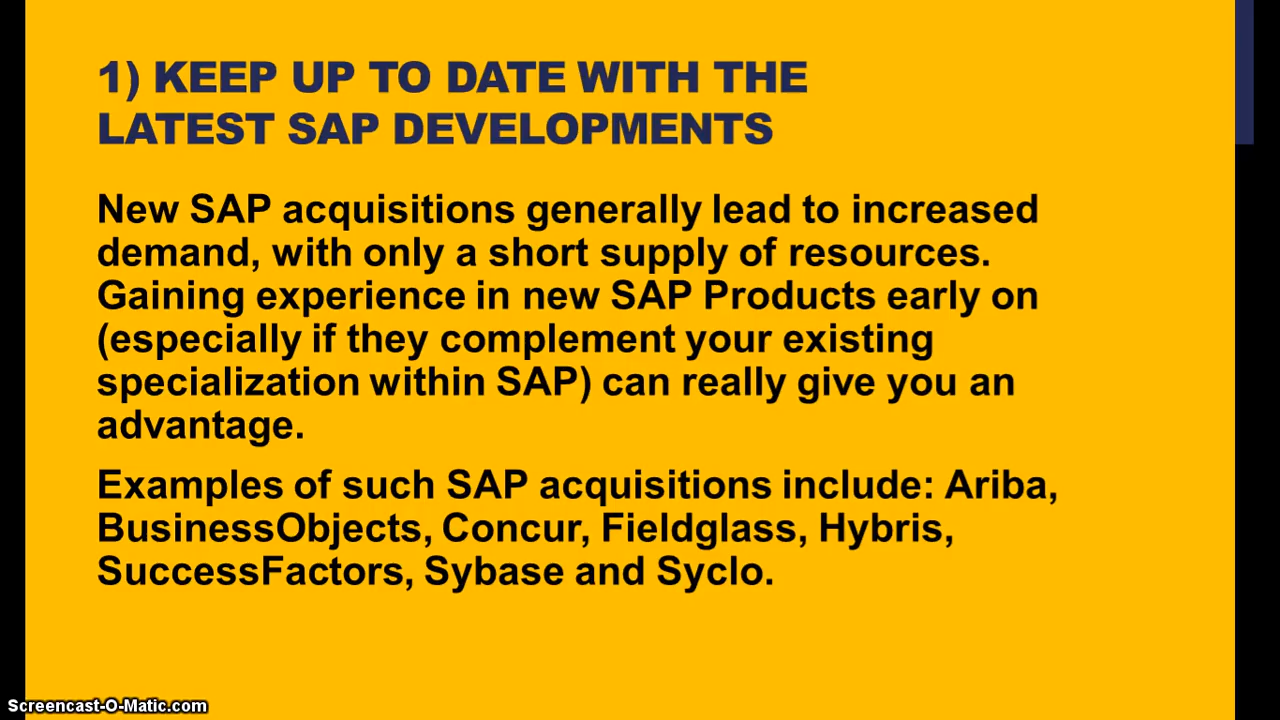 1) KEEP UP TO DATE WITH THE
LATEST SAP DEVELOPMENTS
New SAP acquisitions generally lead to increased
demand, with only a short supply of resources.
Gaining experience in new SAP Products early on
(especially if they complement your existing
specialization within SAP) can really give you an
advantage.
Examples of such SAP acquisitions include: Ariba,
BusinessObjects, Concur, Fieldglass, Hybris,
SuccessFactors, Sybase and Syclo.
Screencast-O-Matic.com